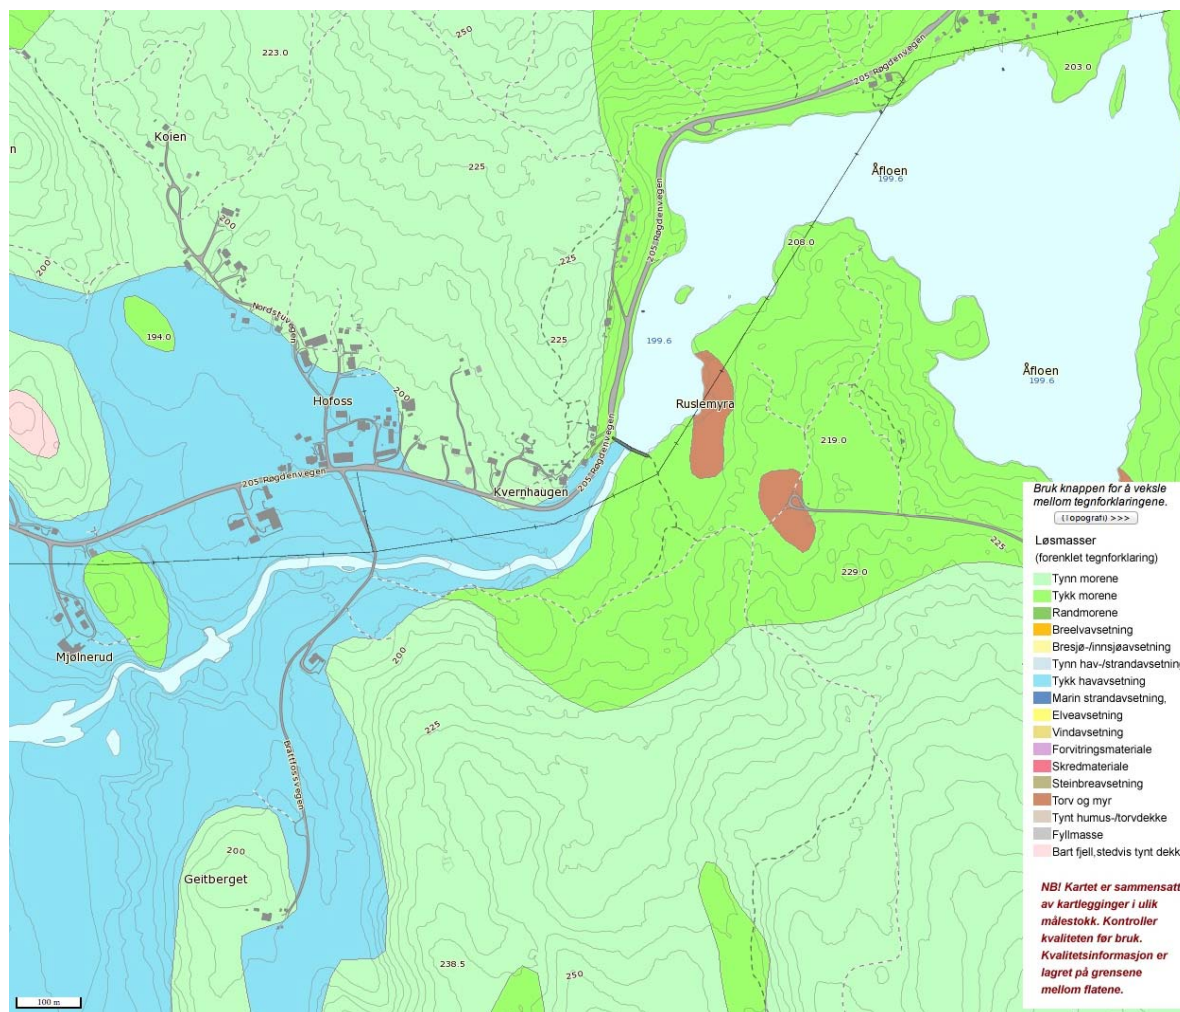 250
223.0
203.0
205 Røgdenvegen
Koien
n
225
Åfloen
199.6
200
205 Røgdenvegen
208.0
200
225
Nordstuvegen
194.0
225
199.6
Åfloen
199.6
Hofoss
200
Ruslemyra
219.0
205 Røgdenvegen
205 Røgdenvegen
Kvernhaugen
225
229.0
Mjølnerud
200
225
Bråttfossvegen
200
Geitberget
238.5
250
100 m
Bruk knappen for å veksle
mellom tegnforklaringene.
(Topografi) >>>
Løsmasser
(forenklet tegnforklaring)
Tynn morene
Tykk morene
Randmorene
Breelvavsetning
Bresjø-/innsjøavsetning
Tynn hav-/strandavsetning
Tykk havavsetning
Marin strandavsetning,
Elveavsetning
Vindavsetning
Forvitringsmateriale
Skredmateriale
Steinbreavsetning
Torv og myr
Tynt humus-/torvdekke
Fyllmasse
Bart fjell,stedvis tynt dekk
NB! Kartet er sammensatt
av kartlegginger i ulik
målestokk. Kontroller
kvaliteten før bruk.
Kvalitetsinformasjon er
lagret på grensene
mellom flatene.